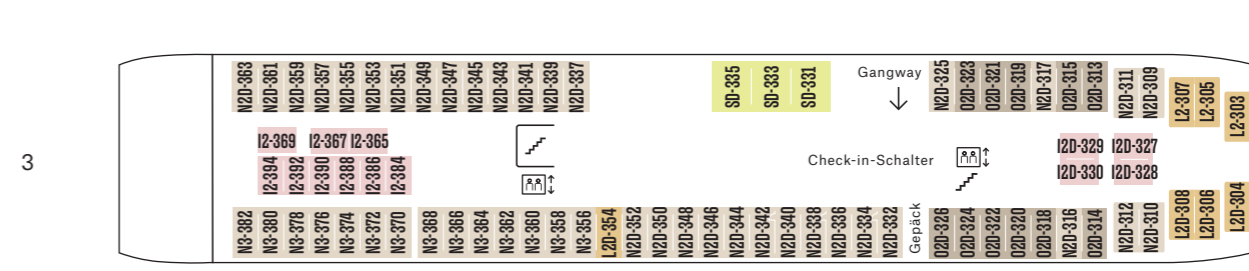 N2D-363 N2D-361 N2D-359 N2D-357 N2D-355 N2D-353 N2D-351 N2D-349 N2D-347 N2D-345 N2D-343 N2D-341 N2D-339 N2D-337
SD-335 SD-333 SD-331
Gangway
N2D-325 O2D-323 O2D-321 O2D-319 N2D-317 O2D-315 O2D-313
N2D-311 N2D-309
L2-307 L2-305
L2-303
I2-369 I2-367 I2-365
I2D-329 I2D-327
3
Check-in-Schalter
I2-394 I2-392 I2-390 I2-388 I2-386 I2-384
I2D-330 I2D-328
N3-382 N3-380 N3-378 N3-376 N3-374 N3-372 N3-370 N3-368 N3-366 N3-364 N3-362 N3-360 N3-358 N3-356 L2D-354 N2D-352 N2D-350 N2D-348 N2D-346 N2D-344 N2D-342 N2D-340 N2D-338 N2D-336 N2D-334 N2D-332
Gepäck
O2D-326 O2D-324 O2D-322 O2D-320 O2D-318 N2D-316 O2D-314
N2D-312 N2D-310
L2D-308 L2D-306
L2D-304